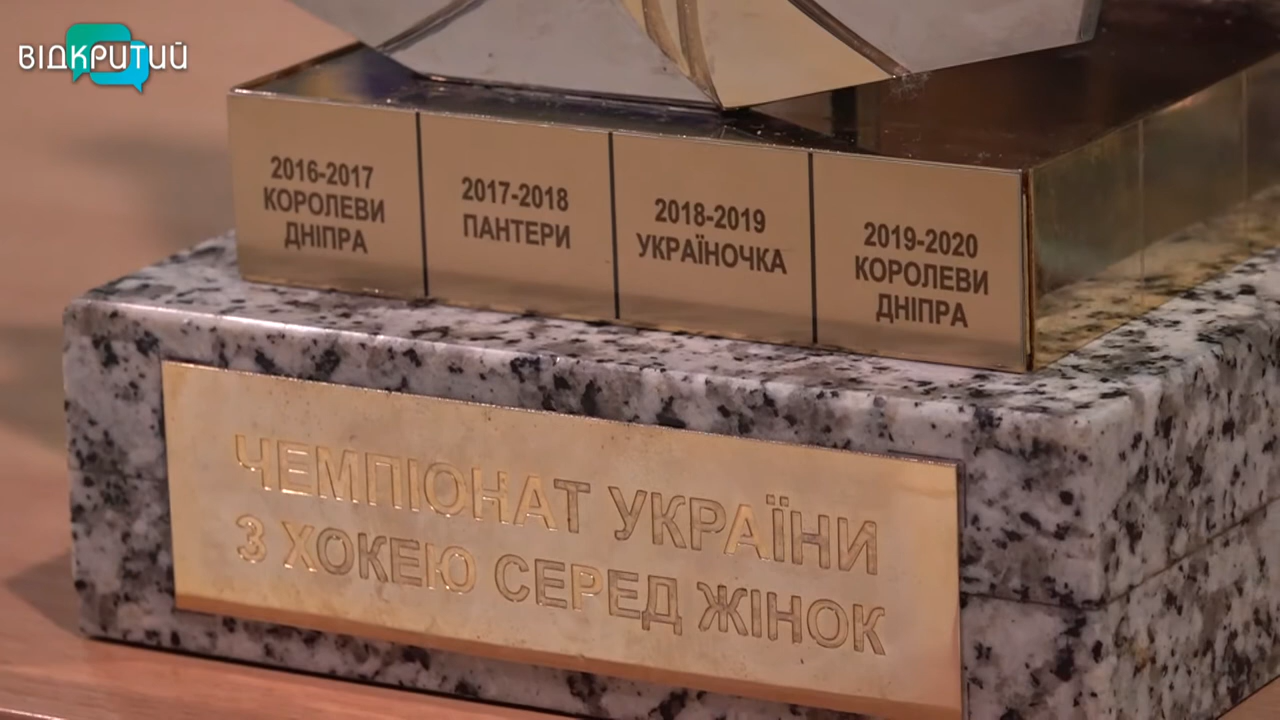 ВІДКРИТИЙ
2016-2017
КОРОЛЕВИ
ДНІПРА
2017-2018
ПАНТЕРИ
2018-2019
УКРАЇНОЧКА
2019-2020
КОРОЛЕВИ
ДНІПРА
ЧЕМПІОНАТ УКРАЇНИ
З ХОКЕЮ СЕРЕД ЖІНОК